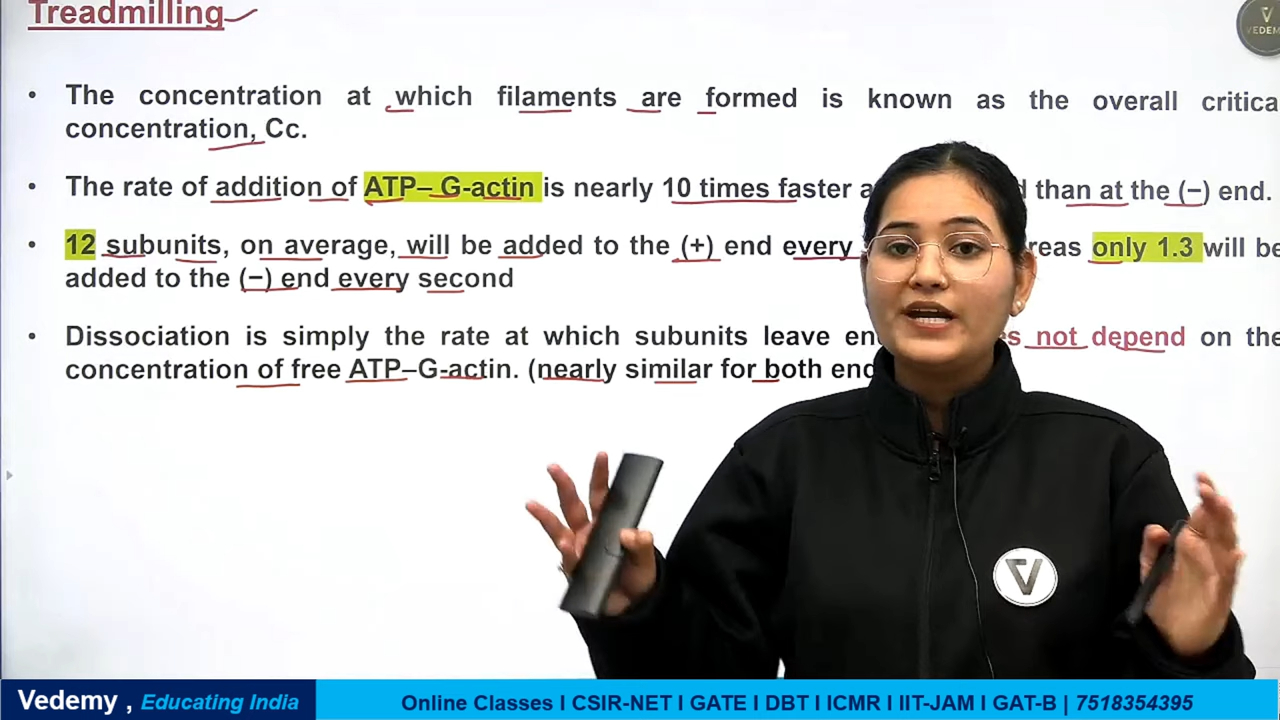 Treadmilling
VEDEM
• The concentration at which filaments are formed is known as the overall critica
concentration, Cc.
• The rate of addition of ATP– G-actin is nearly 10 times faster a d than at the (−) end.
• 12 subunits, on average, will be added to the (+) end every reas only 1.3 will be
added to the (−) end every second
• Dissociation is simply the rate at which subunits leave en s not depend on the
concentration of free ATP–G-actin. (nearly similar for both end
Vedemy , Educating India
Online Classes I CSIR-NET I GATE I DBT I ICMR I IIT-JAM I GAT-B | 7518354395